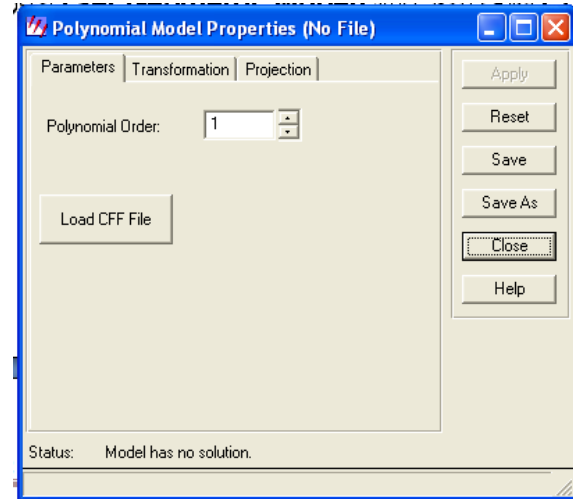 Polynomial Model Properties (No File)
Parameters Transformation Projection
Polynomial Order: 1
Load CFF File
Apply
Reset
Save
Save As
Close
Help
Status: Model has no solution.